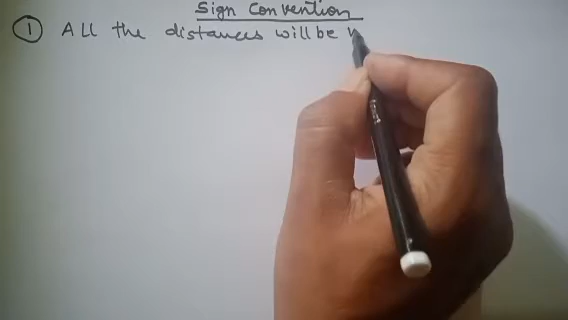 Sign Convention
① All the distances will be